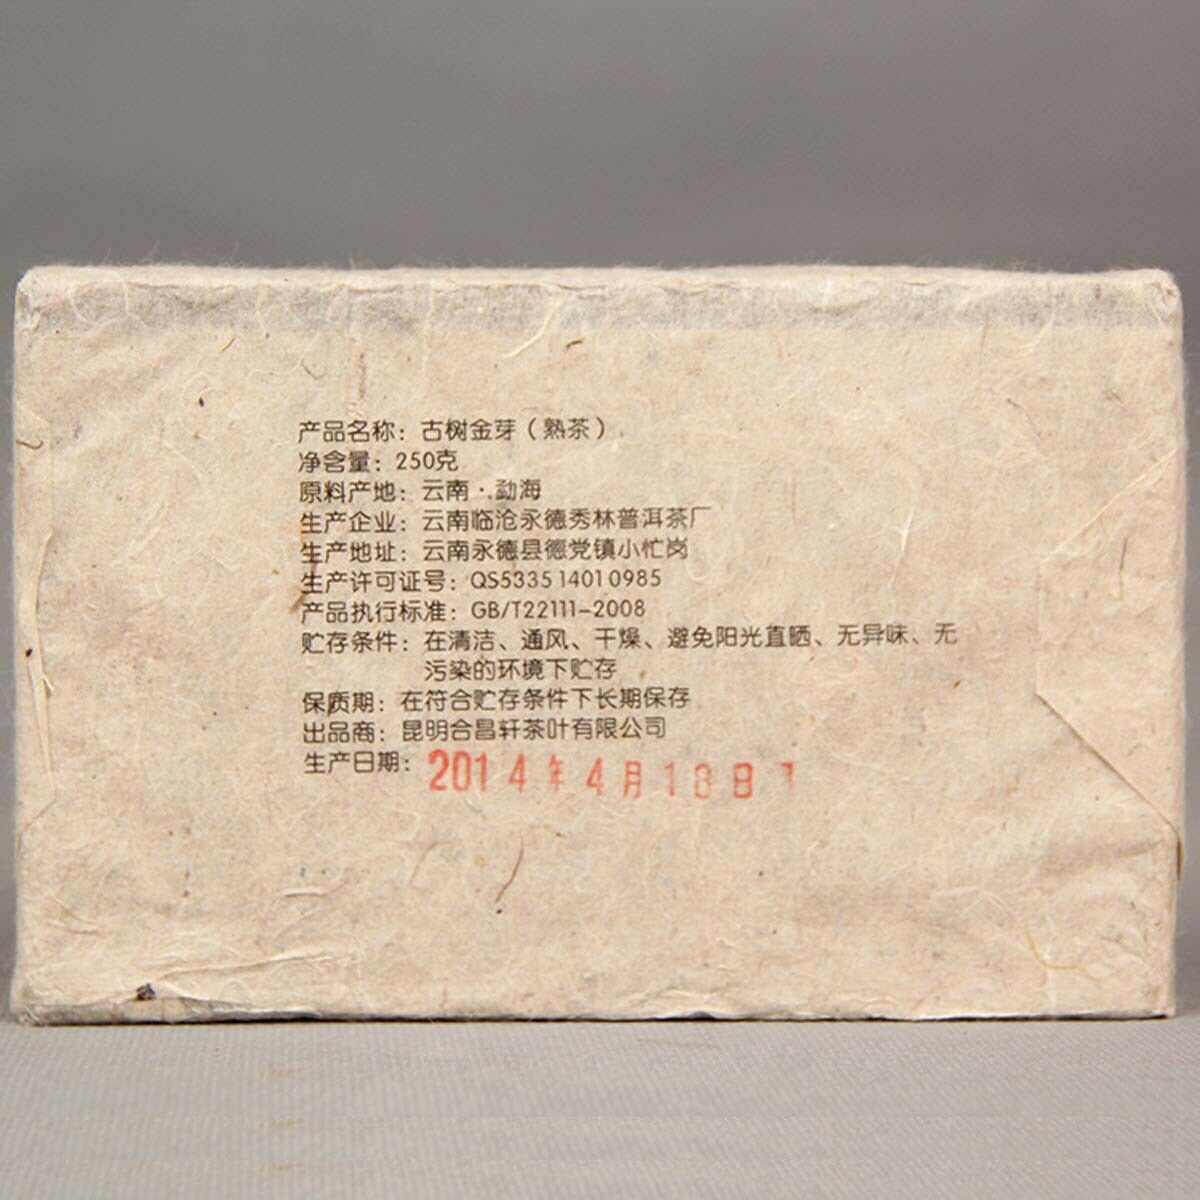 产品名称：古树金芽（熟茶）
净含量：250克
原料产地：云南·勐海
生产企业：云南临沧永德秀林普洱茶厂
生产地址：云南永德县德党镇小忙岗
生产许可证号：QS533514010985
产品执行标准：GB/T22111-2008
贮存条件：在清洁、通风、干燥、避免阳光直晒、无异味、无
污染的环境下贮存
保质期：在符合贮存条件下长期保存
出品商：昆明合昌轩茶叶有限公司
生产日期：2014年4月18日1